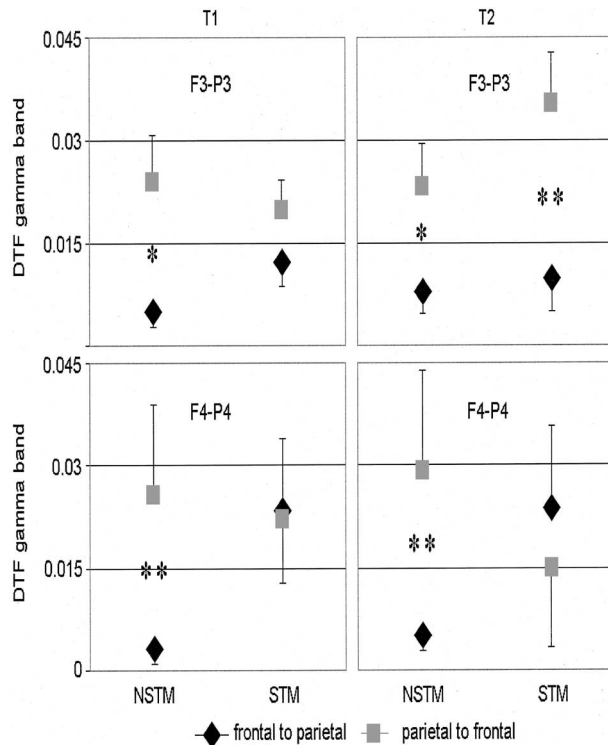 T1 T2
0.045
F3-P3 F3-P3
0.03
**
* *
0.015
DTF gamma band
0.045
F4-P4 F4-P4
0.03
** **
0.015
0
DTF gamma band
NSTM STM NSTM STM
frontal to parietal parietal to frontal